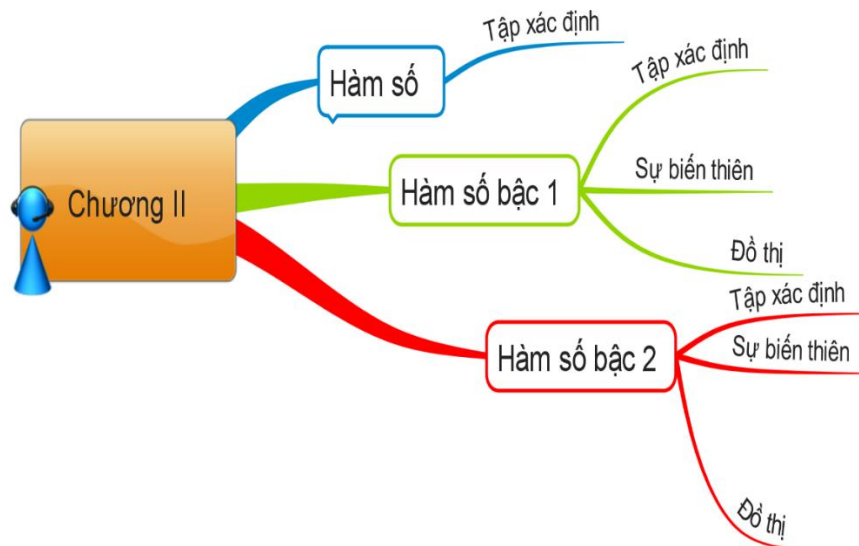 Chương II
Hàm số
Tập xác định
Hàm số bậc 1
Tập xác định
Sự biến thiên
Đồ thị
Hàm số bậc 2
Tập xác định
Sự biến thiên
Đồ thị